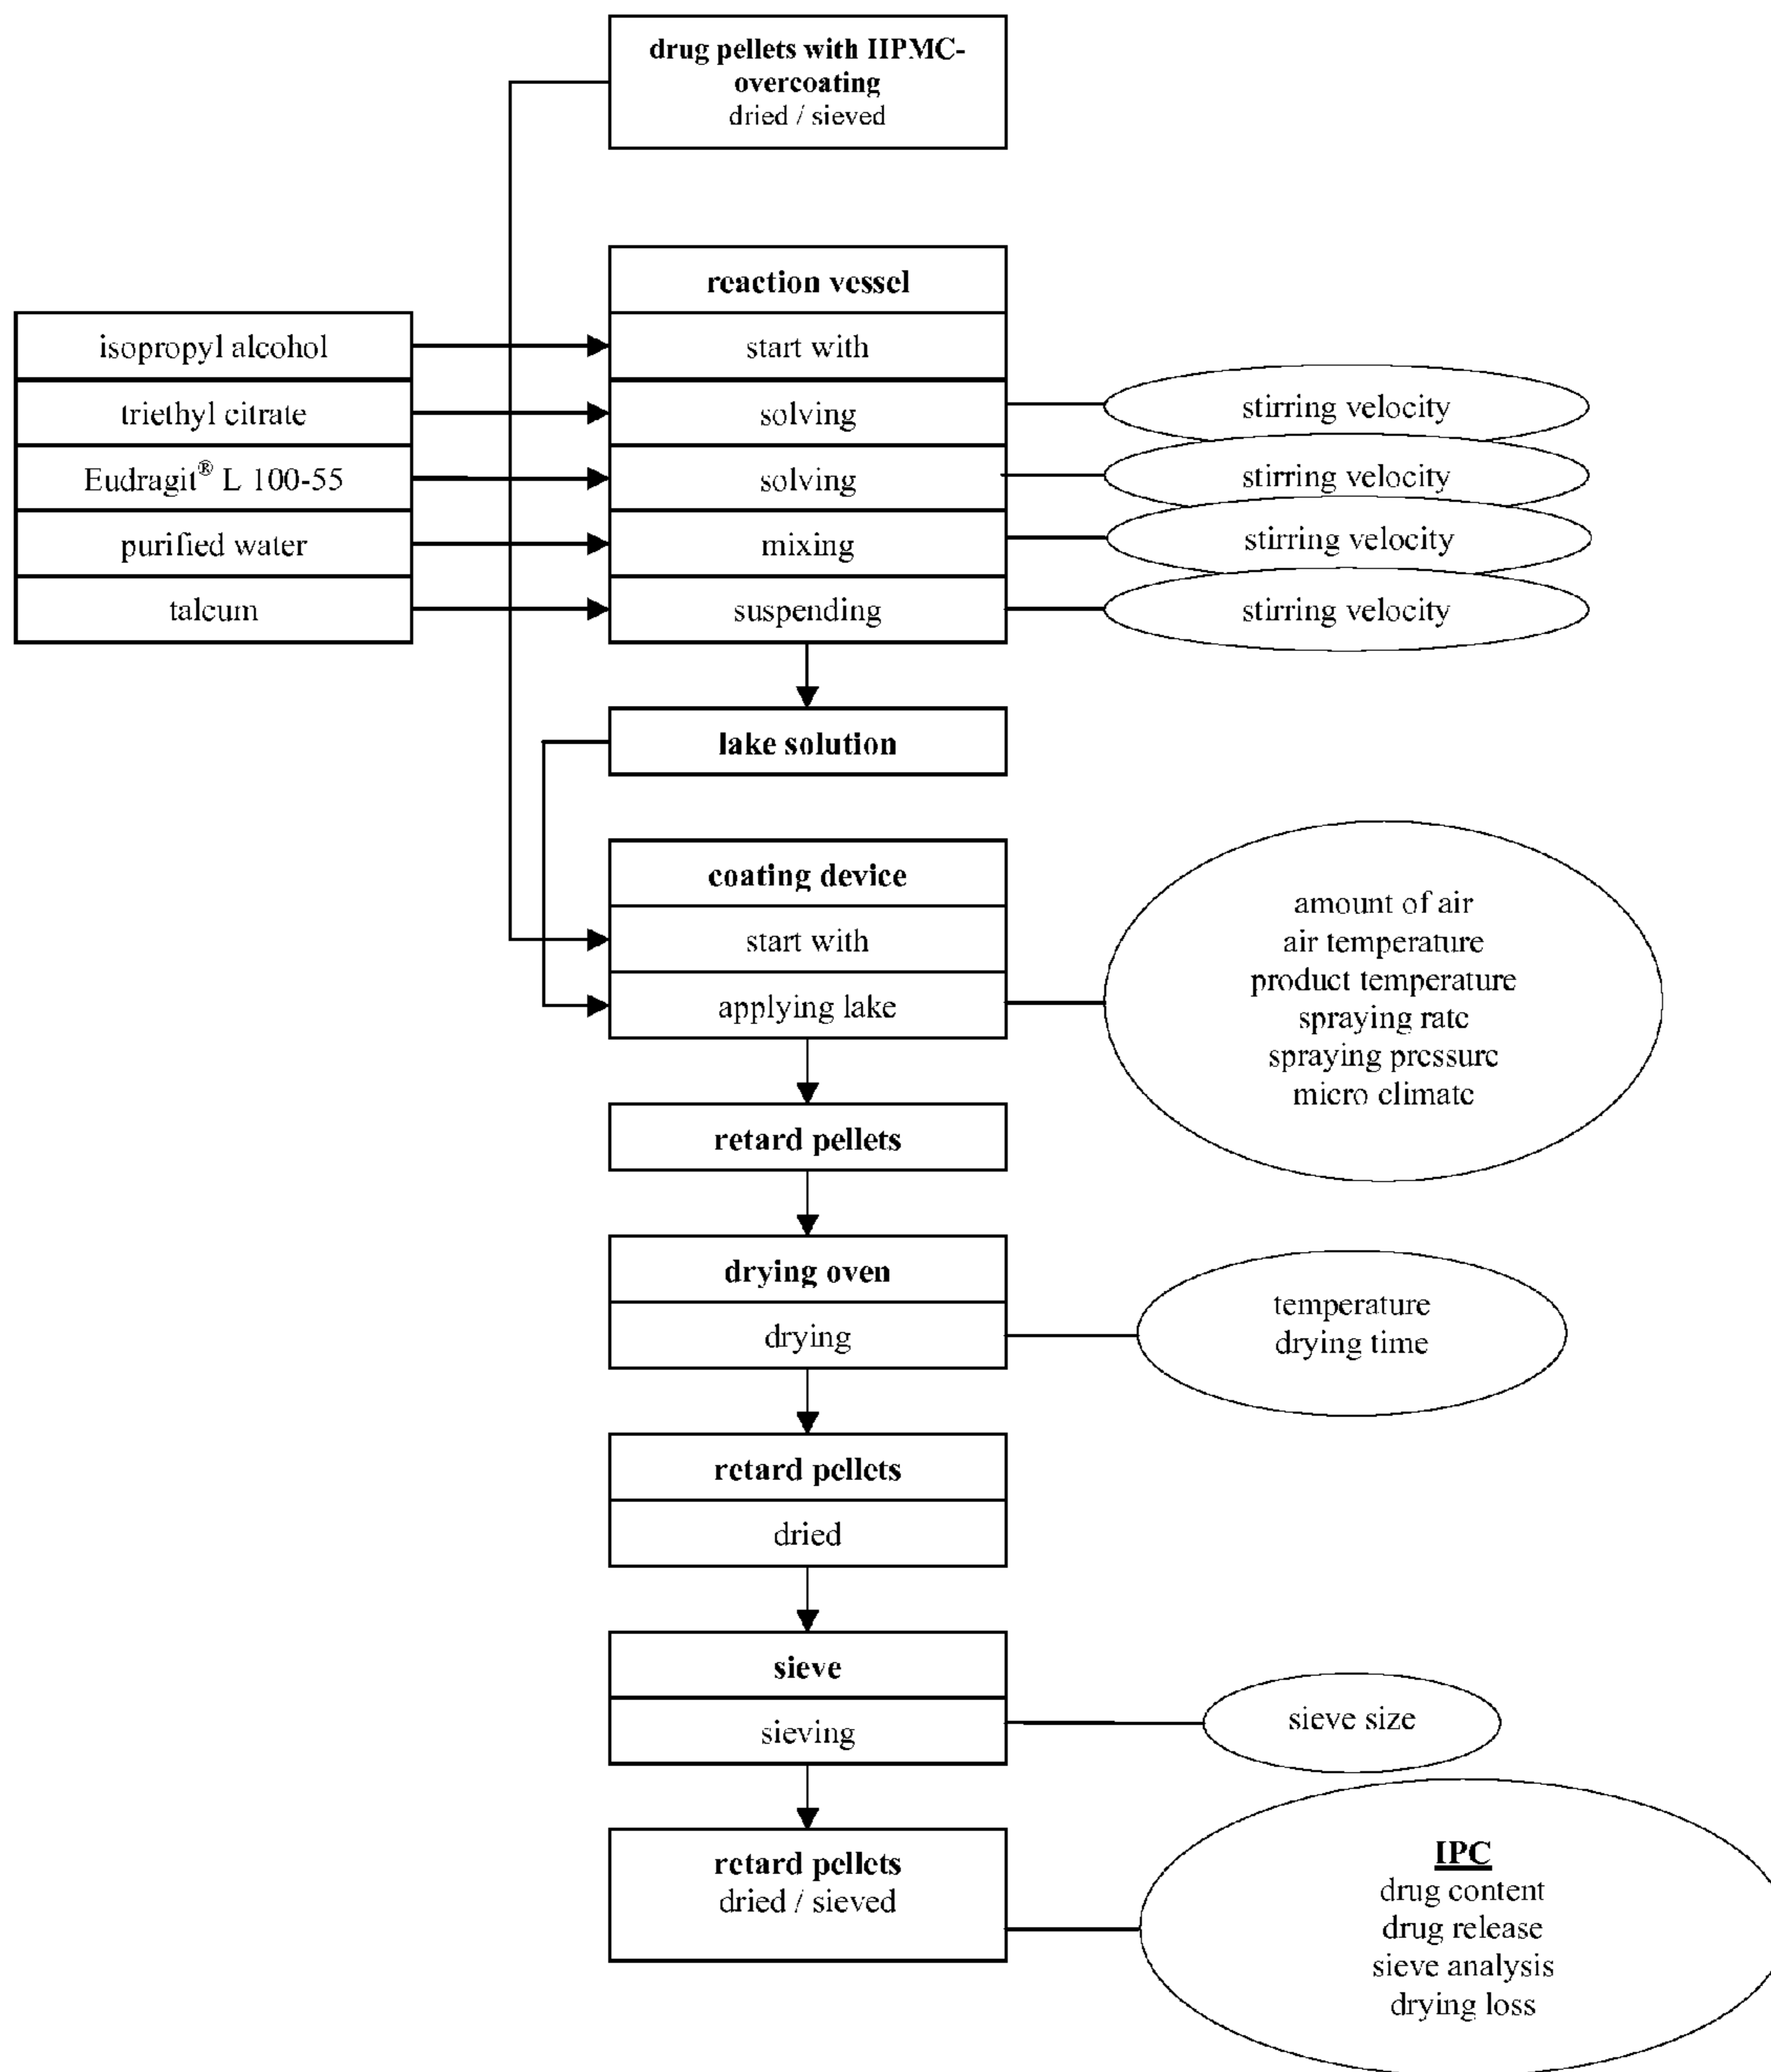 drug pellets with HPMC-
overcoating
dried / sieved
reaction vessel
isopropyl alcohol
start with
triethyl citrate
solving
stirring velocity
Eudragit® L 100-55
solving
stirring velocity
purified water
mixing
stirring velocity
talcum
suspending
stirring velocity
lake solution
coating device
start with
applying lake
amount of air
air temperature
product temperature
spraying rate
spraying pressure
micro climate
retard pellets
drying oven
drying
temperature
drying time
retard pellets
dried
sieve
sieving
sieve size
retard pellets
dried / sieved
IPC
drug content
drug release
sieve analysis
drying loss